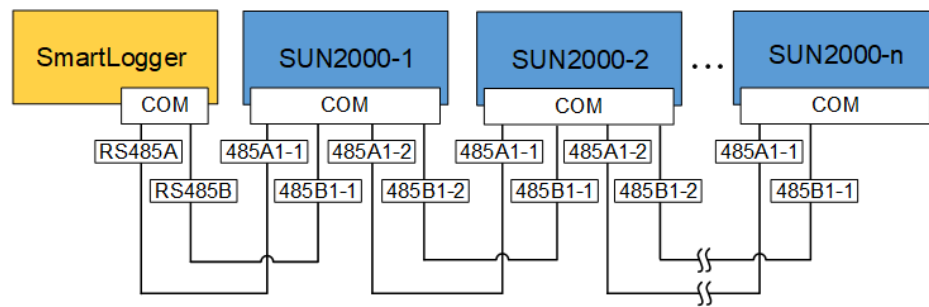 SmartLogger
SUN2000-1
SUN2000-2
...
SUN2000-n
COM
COM
COM
COM
RS485A
485A1-1
485A1-2
485A1-1
485A1-2
485A1-1
RS485B
485B1-1
485B1-2
485B1-1
485B1-2
485B1-1